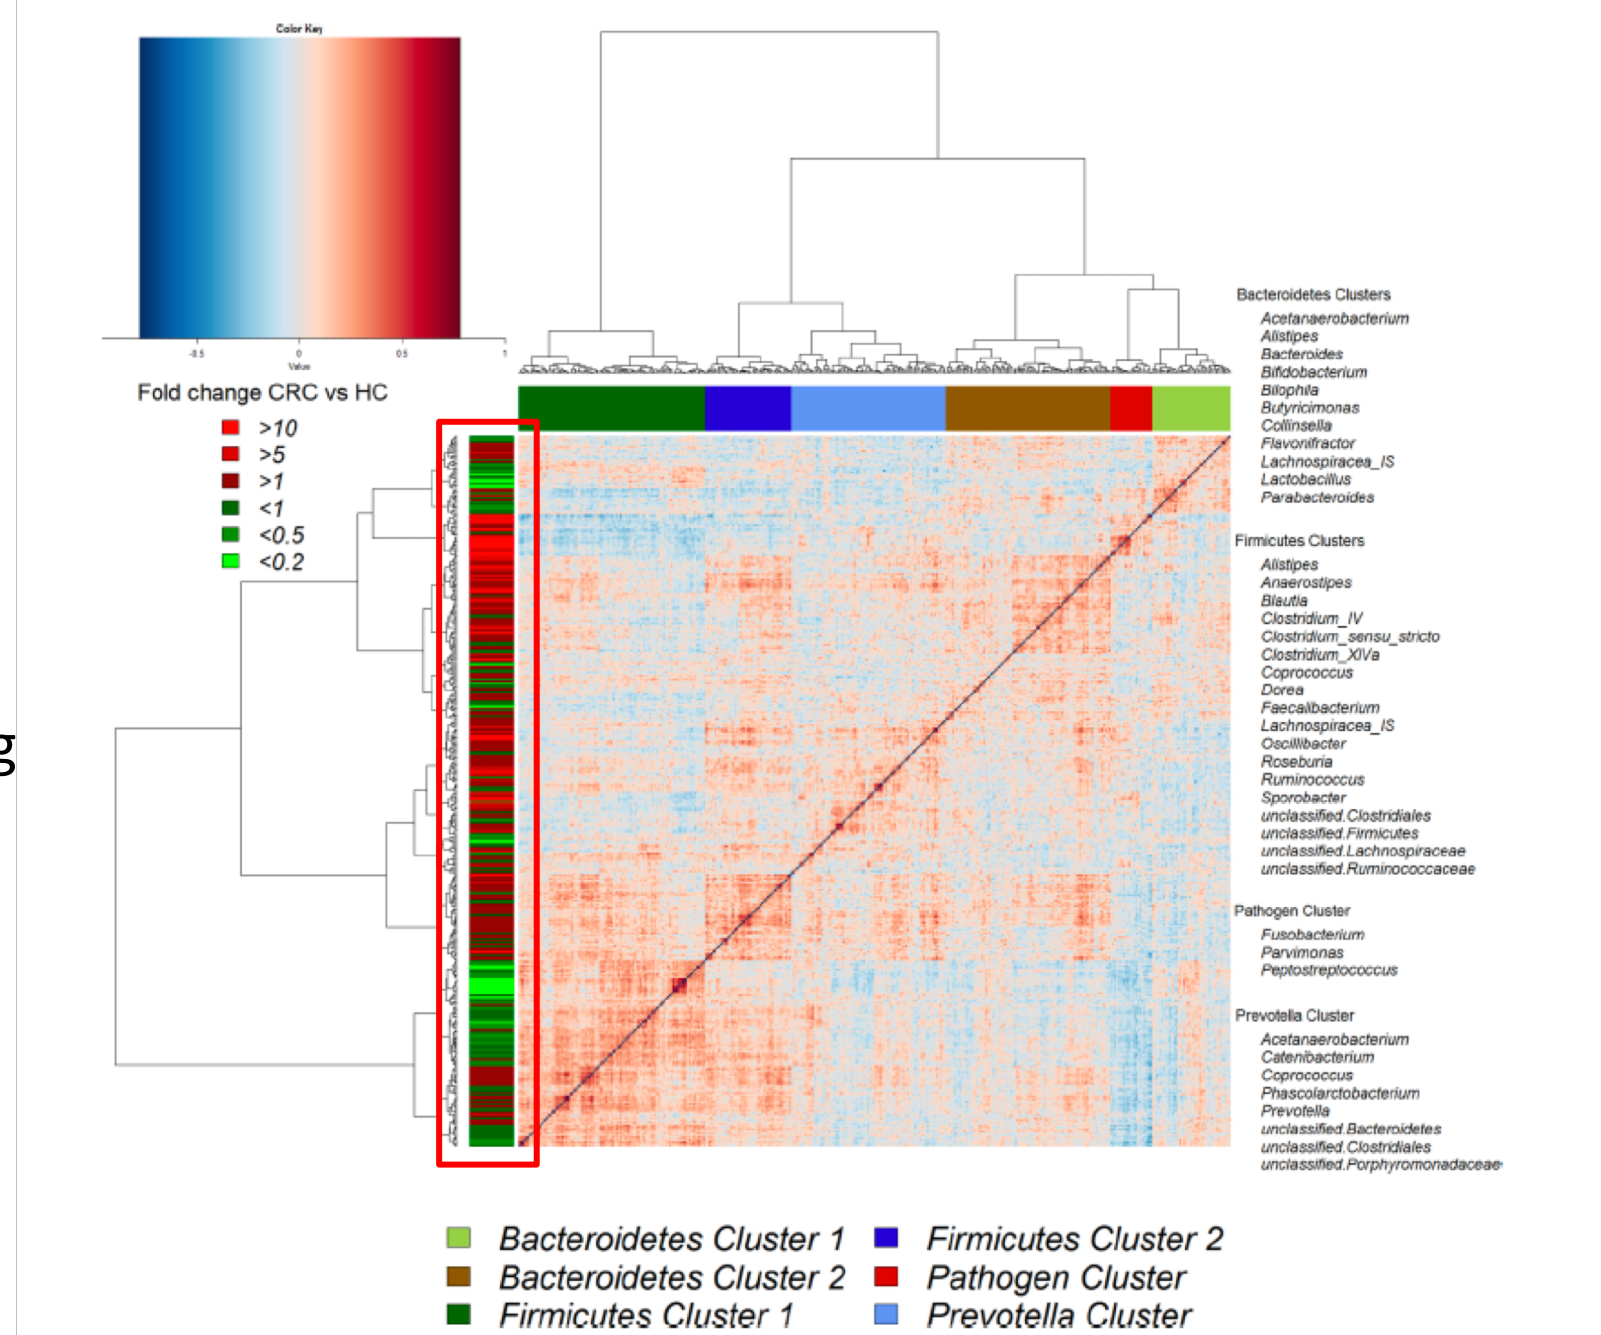 Color Key
-0.5 0 0.5 1
Value
Fold change CRC vs HC
>10
>5
>1
<1
<0.5
<0.2
g
Bacteroidetes Clusters
Acetanaerobacterium
Alistipes
Bacteroides
Bifidobacterium
Bilophila
Butyricimonas
Collinsella
Flavonifractor
Lachnospiracea_IS
Lactobacillus
Parabacteroides
Firmicutes Clusters
Alistipes
Anaerostipes
Blautia
Clostridium_IV
Clostridium_sensu_stricto
Clostridium_XIVa
Coprococcus
Dorea
Faecalibacterium
Lachnospiracea_IS
Oscillibacter
Roseburia
Ruminococcus
Sporobacter
unclassified.Clostridiales
unclassified.Firmicutes
unclassified.Lachnospiraceae
unclassified.Ruminococcaceae
Pathogen Cluster
Fusobacterium
Parvimonas
Peptostreptococcus
Prevotella Cluster
Acetanaerobacterium
Catenibacterium
Coprococcus
Phascolarctobacterium
Prevotella
unclassified.Bacteroidetes
unclassified.Clostridiales
unclassified.Porphyromonadaceae
Bacteroidetes Cluster 1
Bacteroidetes Cluster 2
Firmicutes Cluster 1
Firmicutes Cluster 2
Pathogen Cluster
Prevotella Cluster